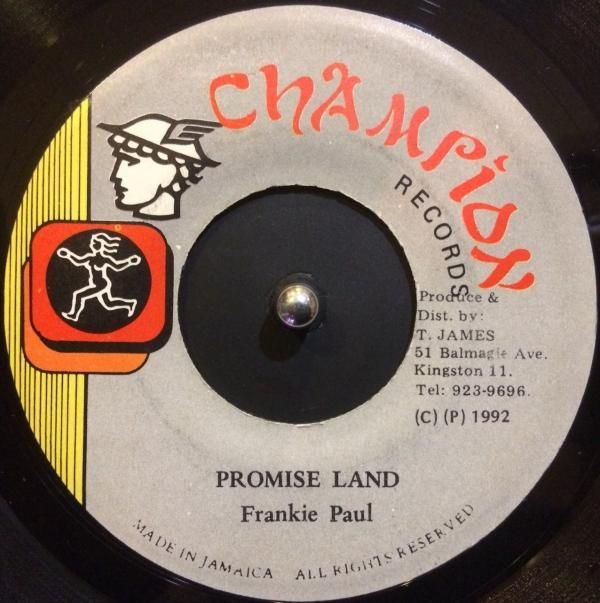 CHAMPION
RECORDS
Produce &
Dist. by:
T. JAMES
51 Balmagie Ave.
Kingston 11.
Tel: 923-9696.
(C) (P) 1992
PROMISE LAND
Frankie Paul
MADE IN JAMAICA ALL RIGHTS RESERVED